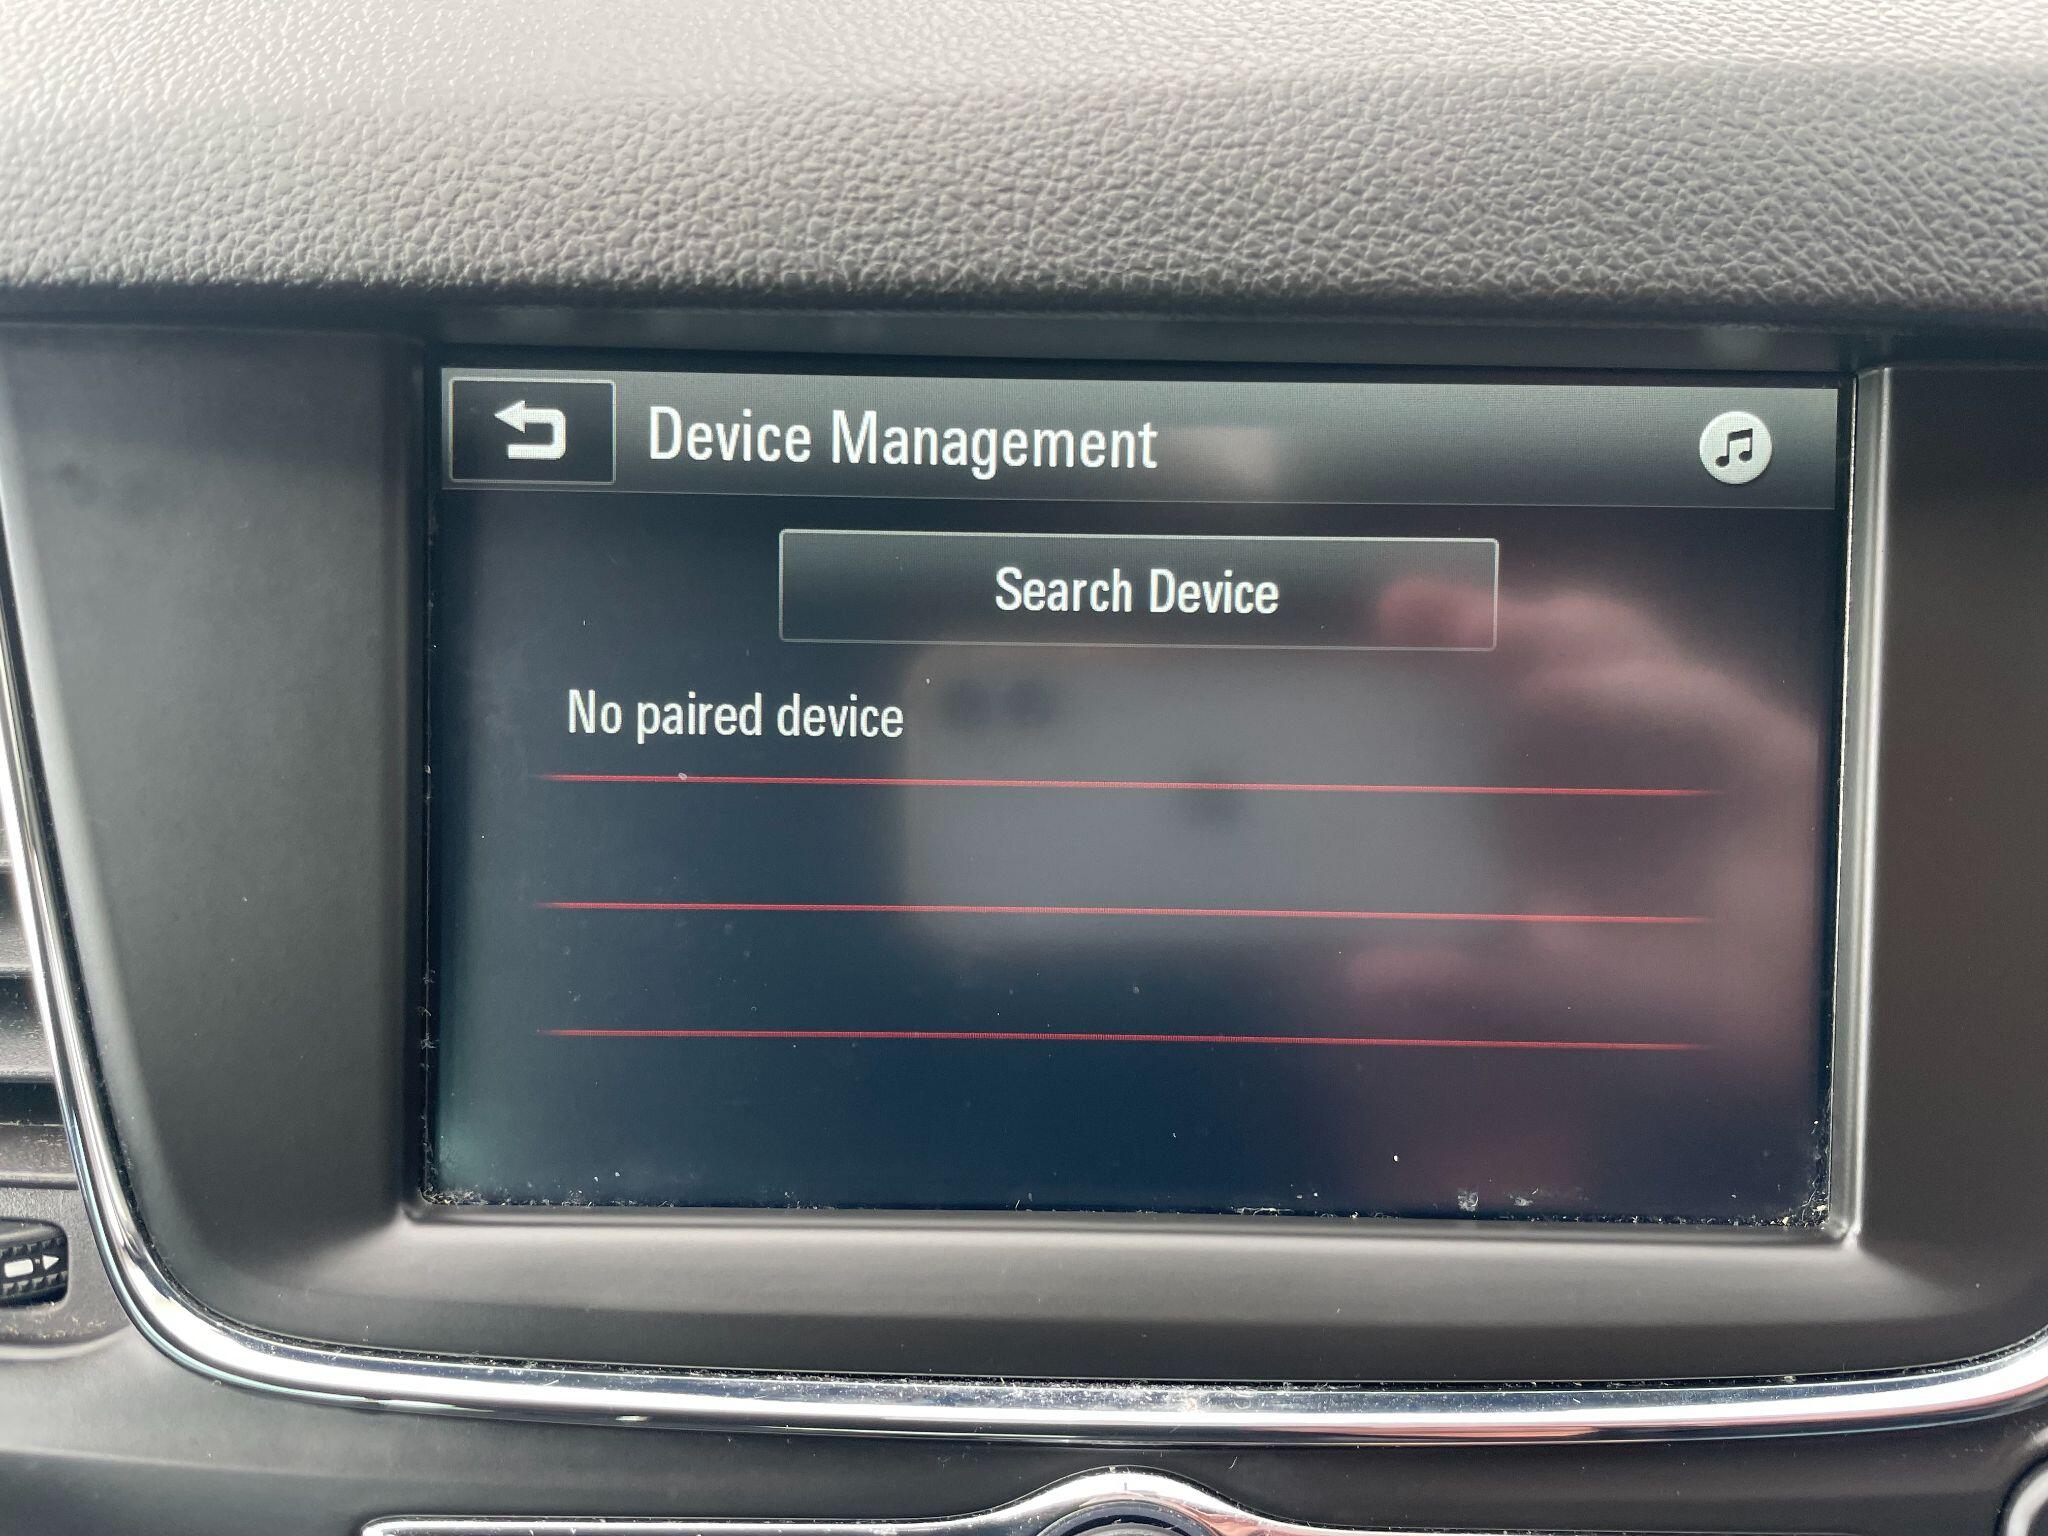 Device Management
Search Device
No paired device